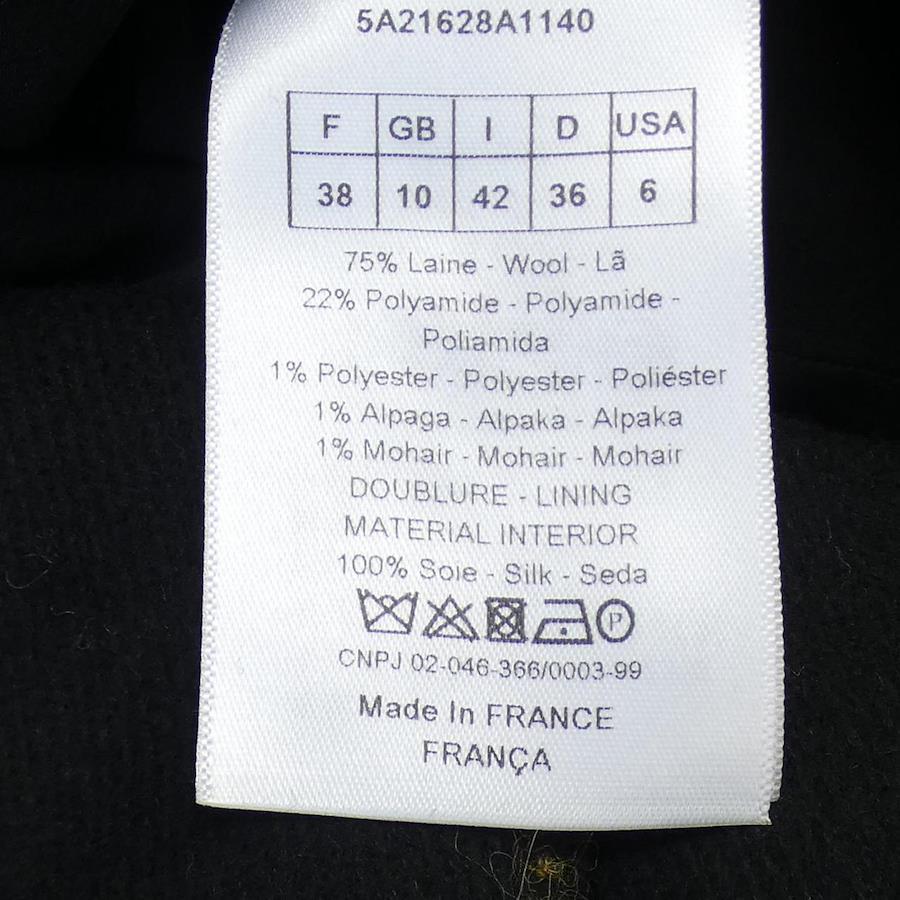 5A21628A1140
F GB I D USA
38 10 42 36 6
75% Laine - Wool - Lã
22% Polyamide - Polyamide -
Poliamida
1% Polyester - Polyester - Poliéster
1% Alpaga - Alpaka - Alpaka
1% Mohair - Mohair - Mohair
DOUBLURE - LINING
MATERIAL INTERIOR
100% Soie - Silk - Seda
P
CNPJ 02-046-366/0003-99
Made In FRANCE
FRANÇA